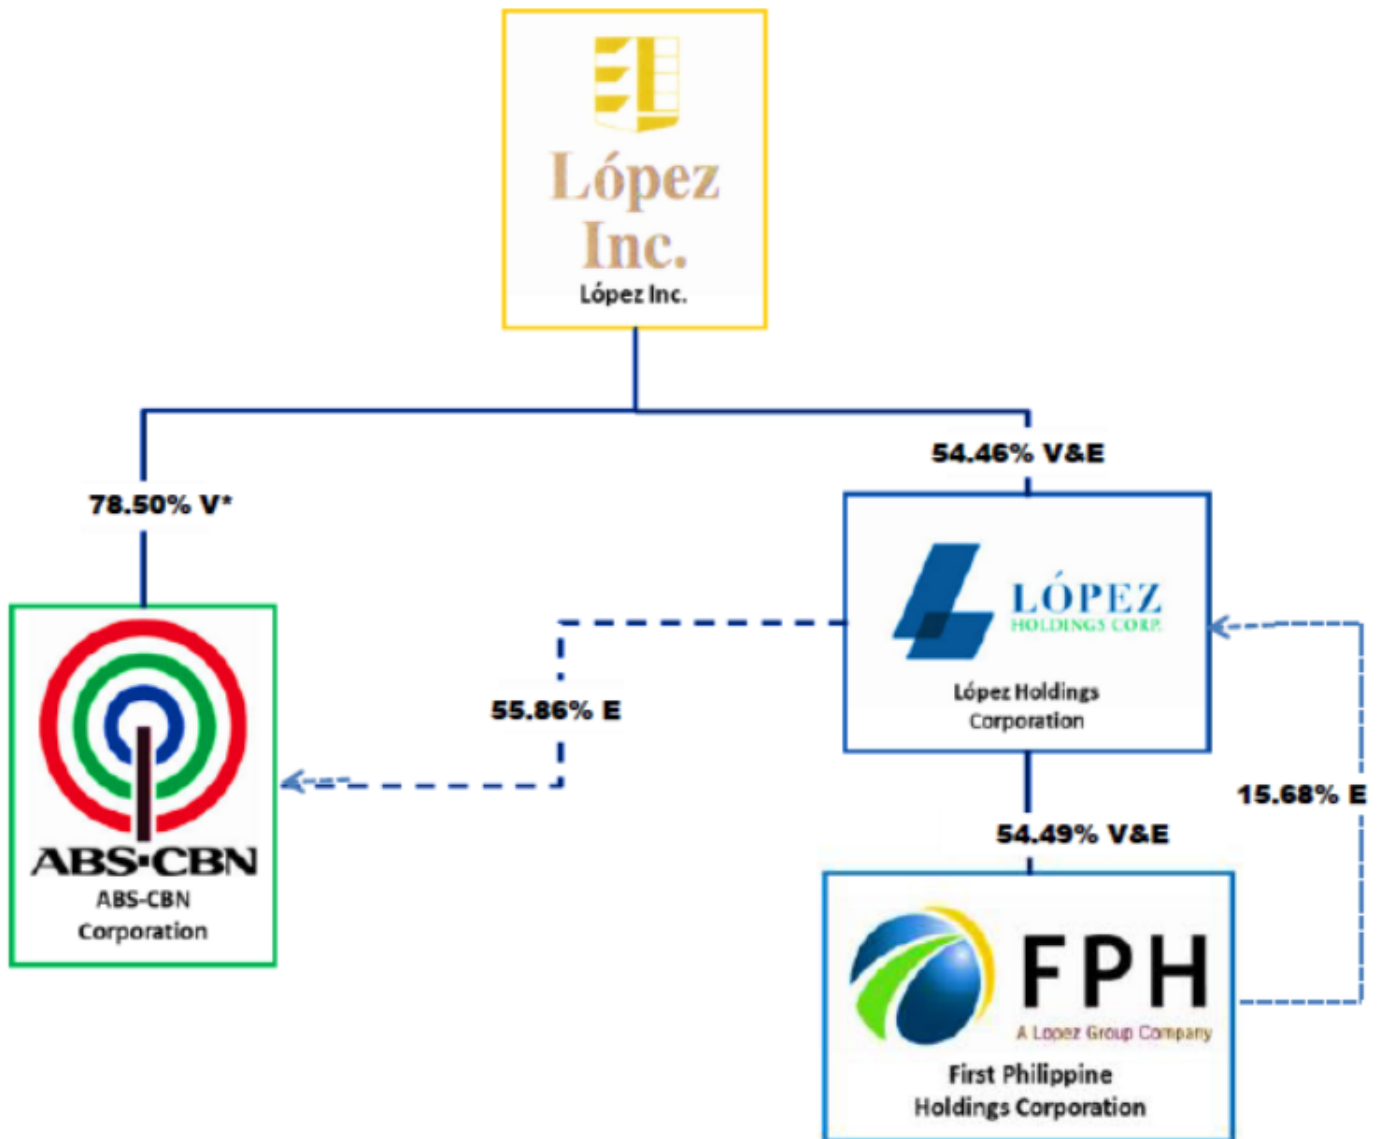 López
Inc.
López Inc.
54.46% V&E
78.50% V*
LÓPEZ
HOLDINGS CORP.
López Holdings
Corporation
55.86% E
15.68% E
54.49% V&E
ABS-CBN
ABS-CBN
Corporation
FPH
A Lopez Group Company
First Philippine
Holdings Corporation